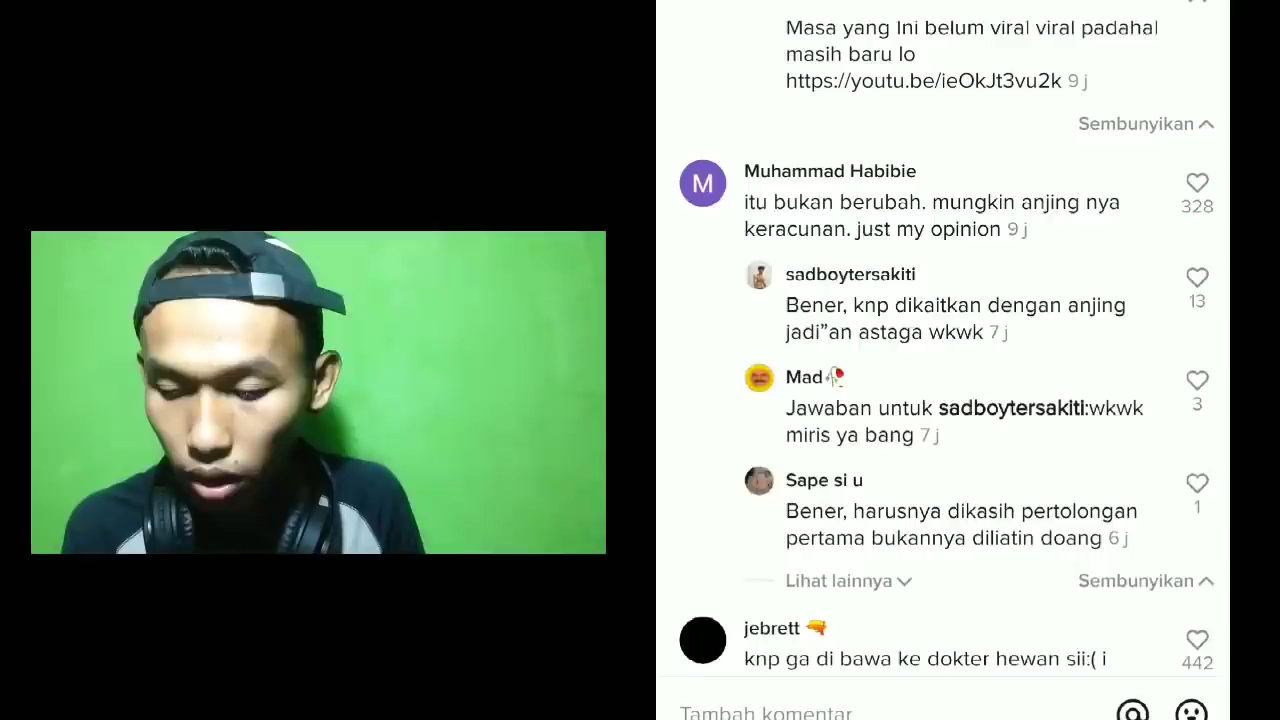 Masa yang Ini belum viral viral padahal
masih baru lo
https://youtu.be/ieOkJt3vu2k 9 j
Sembunyikan
M
Muhammad Habibie
itu bukan berubah. mungkin anjing nya
keracunan. just my opinion 9 j
328
sadboytersakiti
Bener, knp dikaitkan dengan anjing
jadi”an astaga wkwk 7 j
13
Mad🥀
Jawaban untuk sadboytersakiti:wkwk
miris ya bang 7 j
3
Sape si u
Bener, harusnya dikasih pertolongan
pertama bukannya diliatin doang 6 j
1
Lihat lainnya
Sembunyikan
jebrett 🔫
knp ga di bawa ke dokter hewan sii:( i
442
Tambah komentar